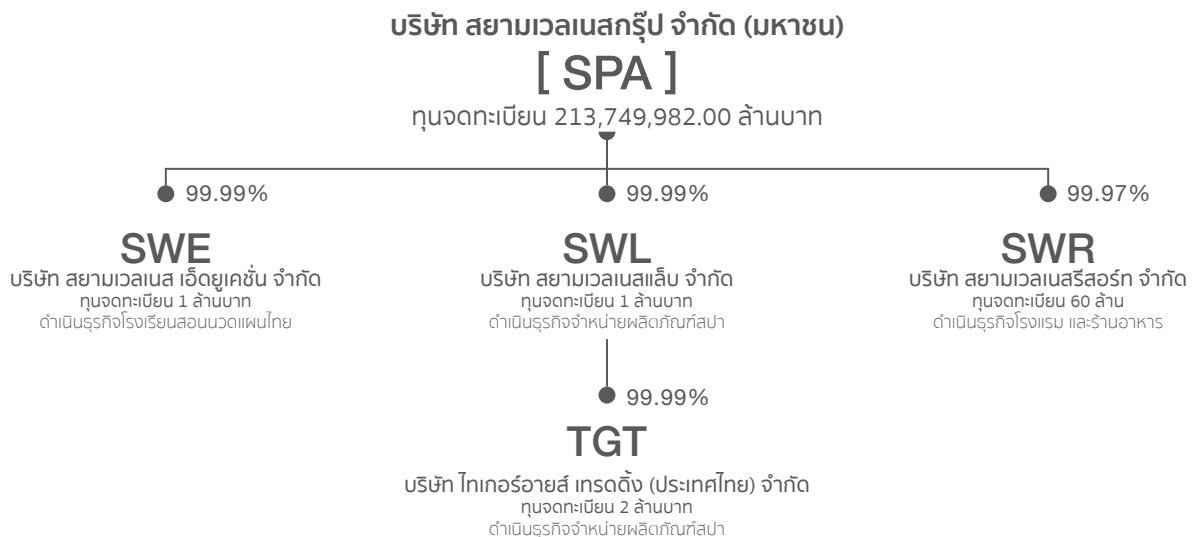 บริษัท สยามเวลเนสกรุ๊ป จำกัด (มหาชน)
[ SPA ]
ทุนจดทะเบียน 213,749,982.00 ล้านบาท
99.99%
99.99%
99.97%
SWE
บริษัท สยามเวลเนส เอ็ดยูเคชั่น จำกัด
ทุนจดทะเบียน 1 ล้านบาท
ดำเนินธุรกิจโรงเรียนสอนนวดแผนไทย
SWL
บริษัท สยามเวลเนสแล็บ จำกัด
ทุนจดทะเบียน 1 ล้านบาท
ดำเนินธุรกิจจำหน่ายผลิตภัณฑ์สปา
SWR
บริษัท สยามเวลเนสรีสอร์ท จำกัด
ทุนจดทะเบียน 60 ล้าน
ดำเนินธุรกิจโรงแรม และร้านอาหาร
99.99%
TGT
บริษัท ไทเกอร์อายส์ เทรดดิ้ง (ประเทศไทย) จำกัด
ทุนจดทะเบียน 2 ล้านบาท
ดำเนินธุรกิจจำหน่ายผลิตภัณฑ์สปา